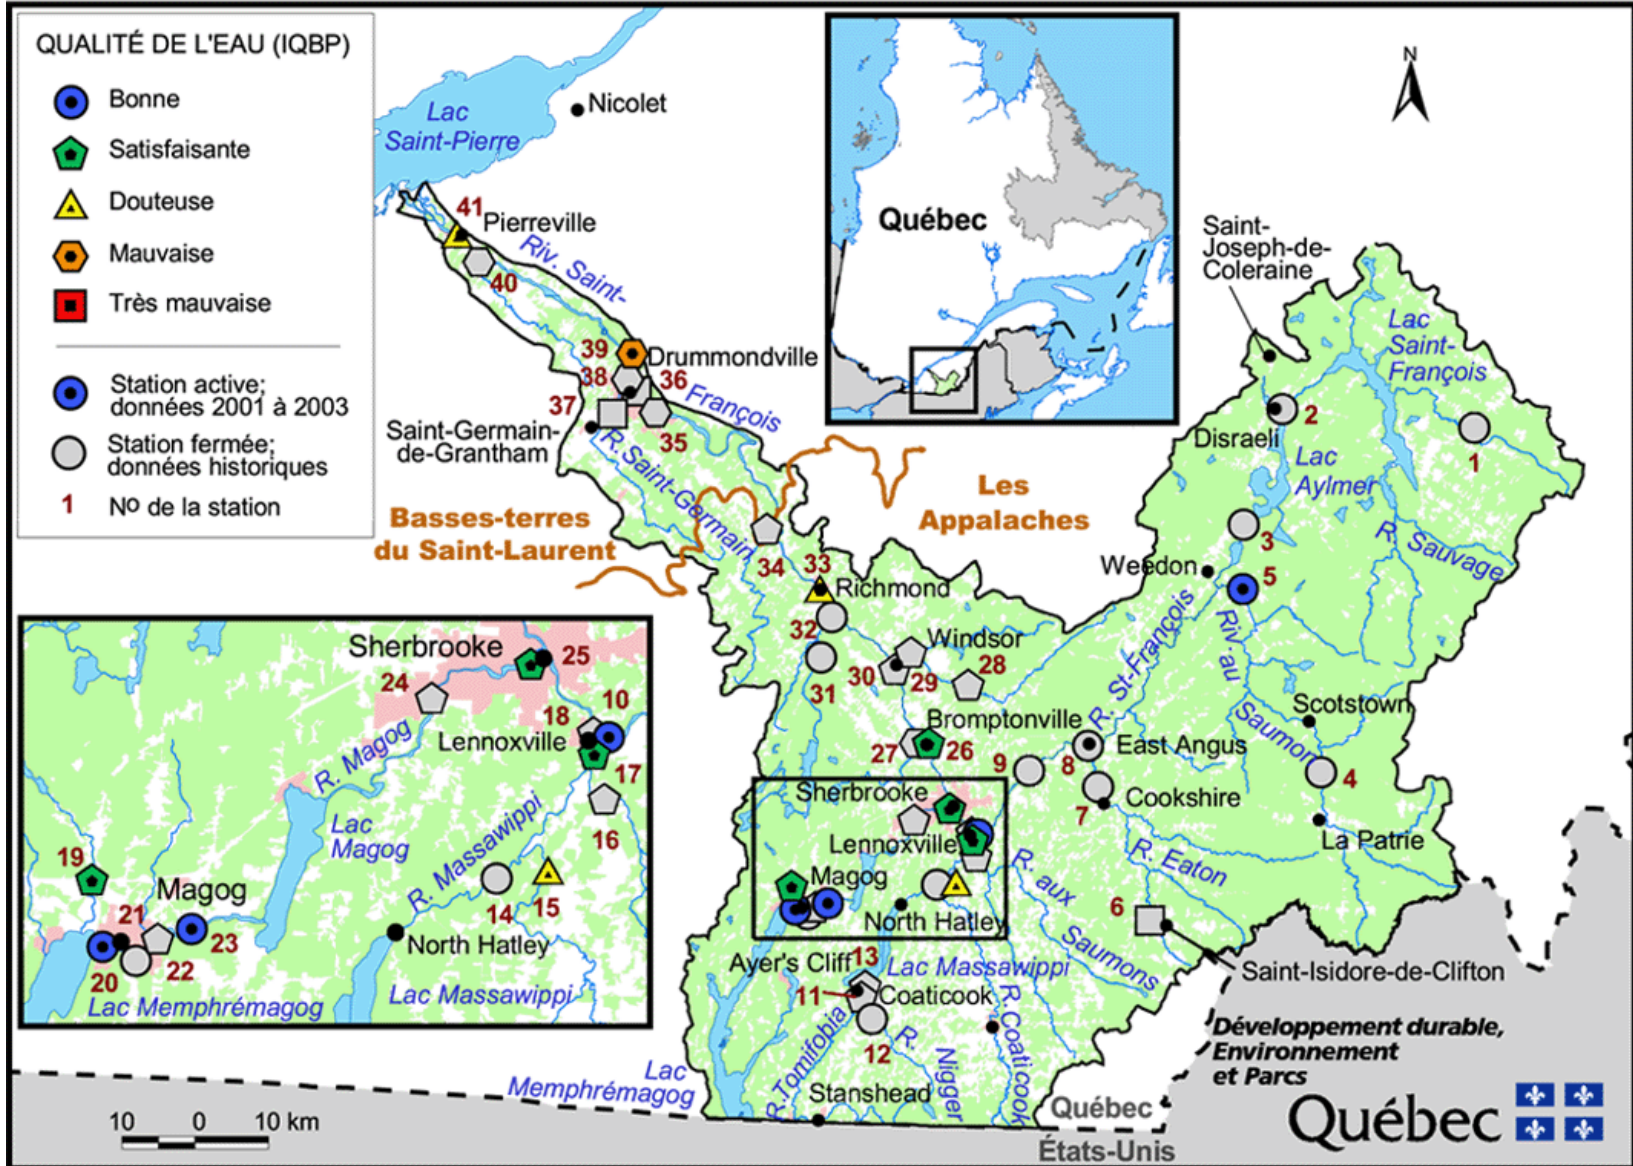 QUALITÉ DE L'EAU (IQBP)
Bonne
Satisfaisante
Douteuse
Mauvaise
Très mauvaise
Station active;
données 2001 à 2003
Station fermée;
données historiques
1 No de la station
Lac
Saint-Pierre
Nicolet
41
Pierreville
40
Riv. Saint-
François
39
Drummondville
38
36
37
35
Saint-Germain-
de-Grantham
R. Saint-Germain
Basses-terres
du Saint-Laurent
Les
Appalaches
34
33
Richmond
32
31
Windsor
30
29
28
Bromptonville
27
26
Québec
N
Saint-
Joseph-de-
Coleraine
Lac
Saint-
François
2
Disraeli
1
Lac
Aylmer
R. Sauvage
3
Weedon
5
R. St-François
Riv. au
Saumon
Scotstown
East Angus
9
8
4
7
Cookshire
La Patrie
R. Eaton
6
R. aux
Saumons
Saint-Isidore-de-Clifton
Sherbrooke
Lennoxville
Magog
North Hatley
Ayer's Cliff
13
Lac Massawippi
11
Coaticook
12
R. Tomifobia
R.
Nigger
R. Coaticook
Stanshead
Lac
Memphrémagog
Sherbrooke
25
24
10
18
Lennoxville
17
16
R. Magog
Lac
Magog
R. Massawippi
19
Magog
21
14
15
23
North Hatley
20
22
Lac Memphrémagog
Lac Massawippi
10 0 10 km
Québec
États-Unis
Développement durable,
Environnement
et Parcs
Québec